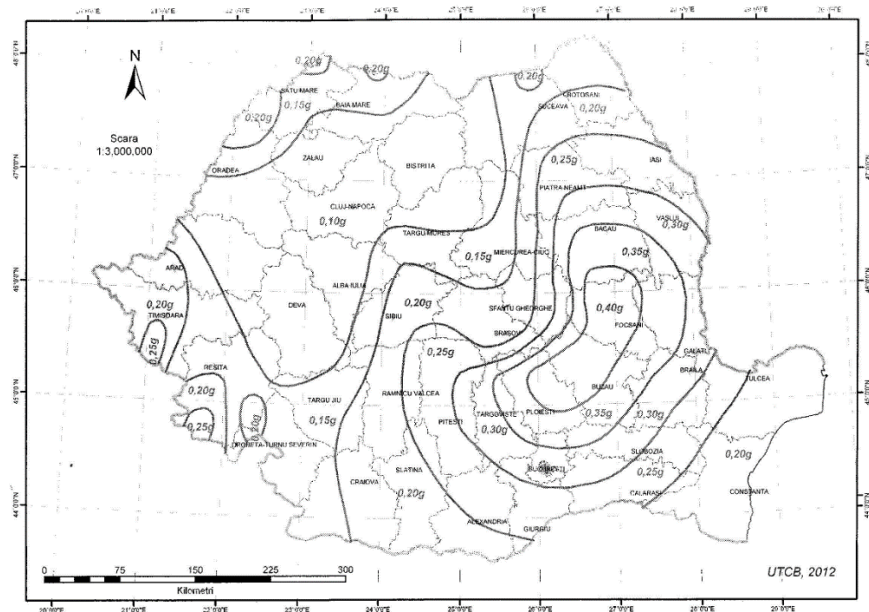 N
Scara
1:3,000,000
0,20g
0,20g
0,20g
SATU MARE
0,15g
BAIA MARE
0,20g
BOTOSANI
SUCEAVA
0,20g
ORADEA
ZALAU
BISTRITA
0,25g
IASI
PIATRA-NEAMT
CLUJ-NAPOCA
0,10g
TARGU-MURES
VASLUI
0,30g
BACAU
0,15g
MIERCUREA-CIUC
0,35g
ARAD
ALBA-IULIA
DEVA
0,20g
TIMISOARA
0,20g
SIBIU
SFANTU GHEORGHE
0,40g
FOCSANI
BRASOV
0,25g
0,25g
GALATI
BRAILA
TULCEA
RESITA
0,20g
RAMNICU VALCEA
BUZAU
TARGU JIU
0,15g
0,25g
0,20g
PITESTI
TARGOVISTE
0,30g
PLOIESTI
0,35g
0,30g
DROBETA-TURNU SEVERIN
SLOBOZIA
0,25g
0,20g
SLATINA
BUCURESTI
CRAIOVA
0,20g
CALARASI
CONSTANTA
ALEXANDRIA
GIURGIU
0 75 150 225 300
Kilometri
UTCB, 2012